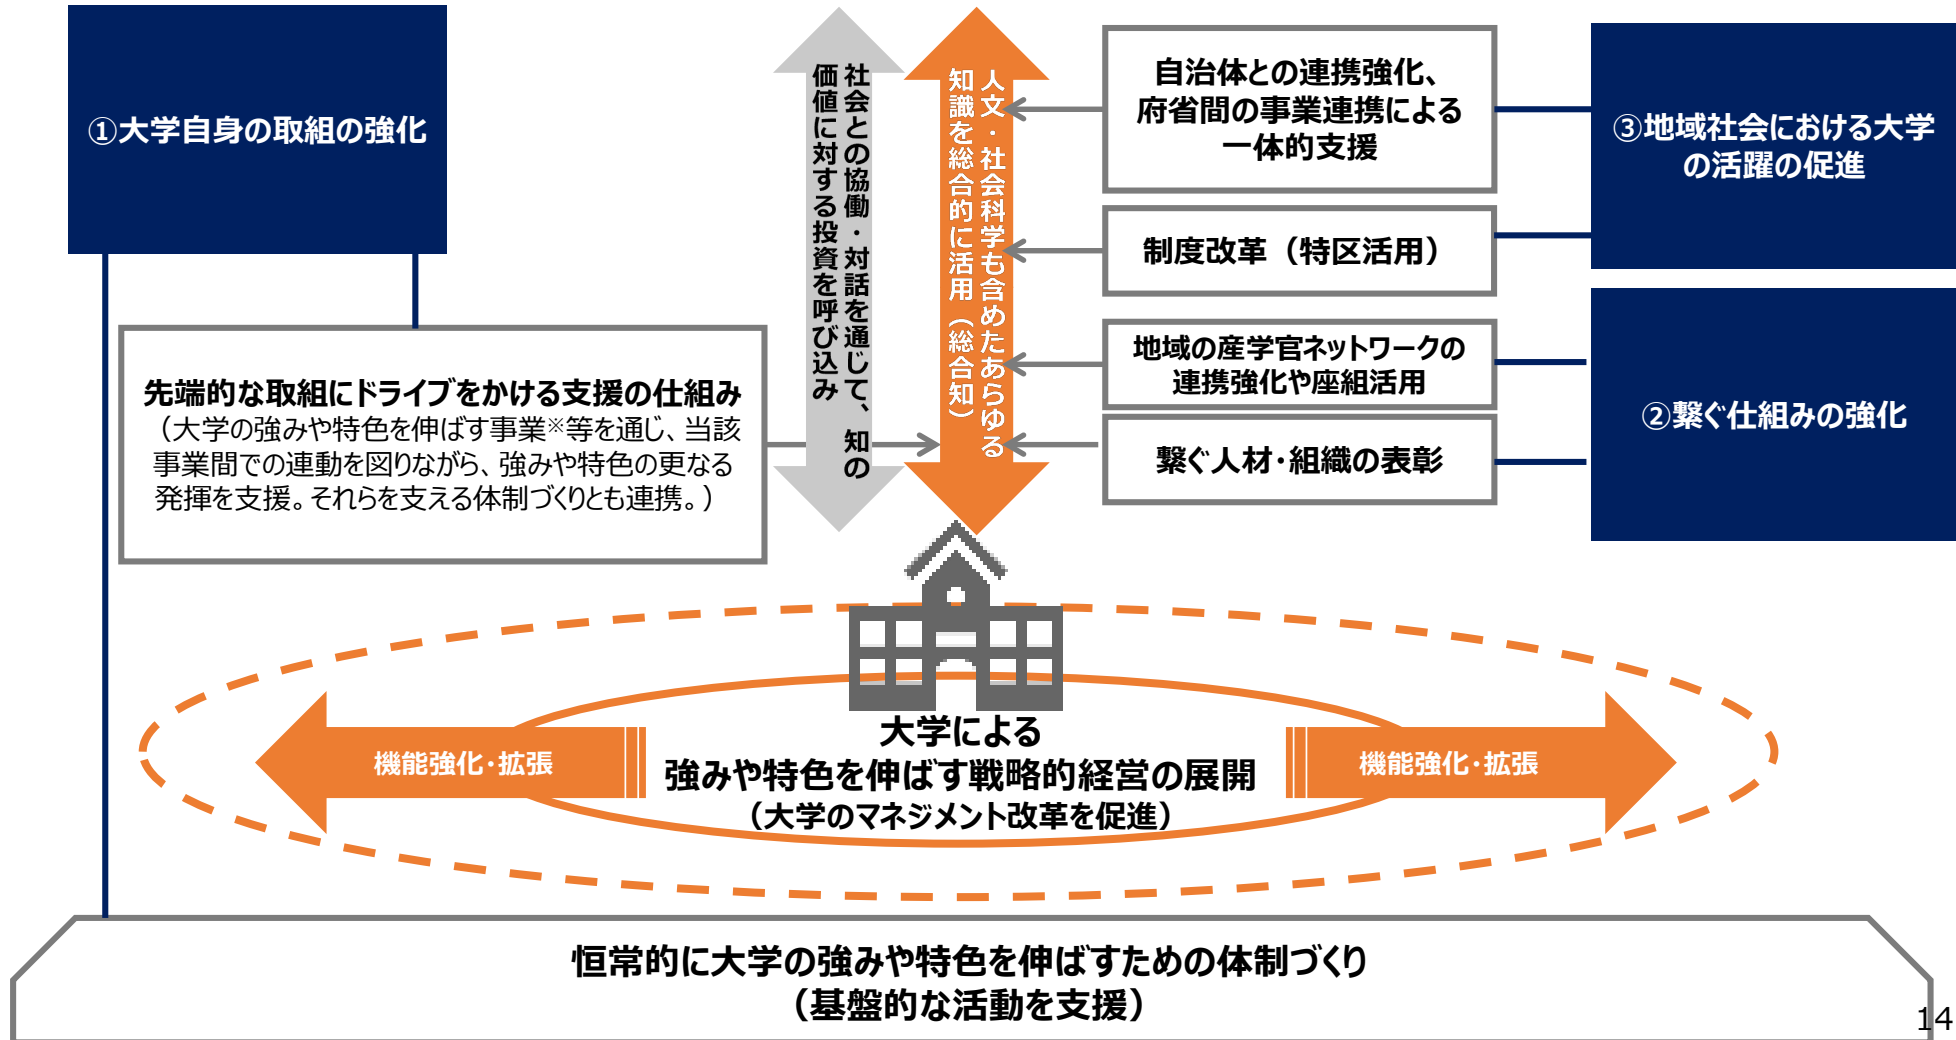 ①大学自身の取組の強化
社会との協働・対話を通じて、知の
価値に対する投資を呼び込み
人文・社会科学も含めたあらゆる
知識を総合的に活用（総合知）
自治体との連携強化、
府省間の事業連携による
一体的支援
③地域社会における大学
の活躍の促進
制度改革（特区活用）
地域の産学官ネットワークの
連携強化や座組活用
②繋ぐ仕組みの強化
繋ぐ人材・組織の表彰
先端的な取組にドライブをかける支援の仕組み
（大学の強みや特色を伸ばす事業※等を通じ、当該
事業間での連動を図りながら、強みや特色の更なる
発揮を支援。それらを支える体制づくりとも連携。）
大学による
強みや特色を伸ばす戦略的経営の展開
（大学のマネジメント改革を促進）
機能強化・拡張
機能強化・拡張
恒常的に大学の強みや特色を伸ばすための体制づくり
（基盤的な活動を支援）
14